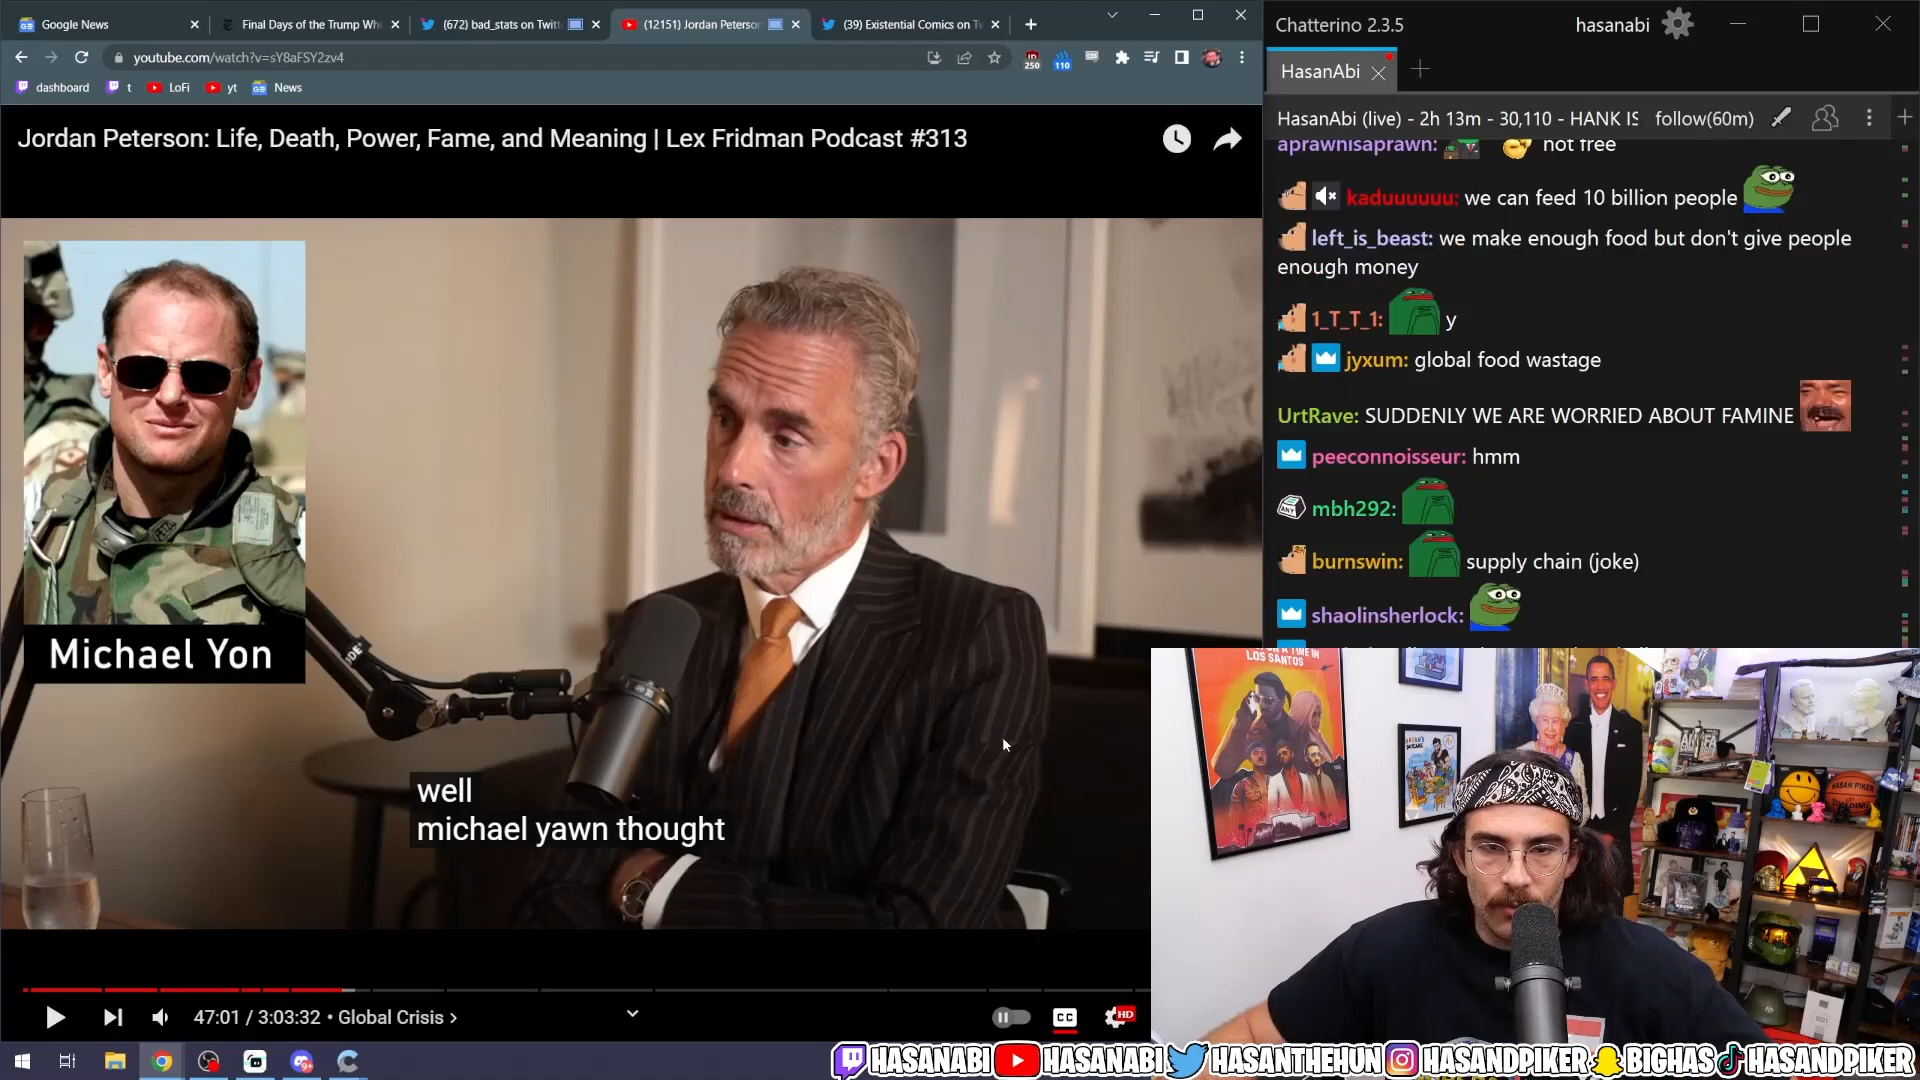 Google News
Final Days of the Trump Wh
(672) bad_stats on Twitt
(12151) Jordan Peterson
(39) Existential Comics on Tw
youtube.com/watch?v=sY8aFSY2zv4
250
110
dashboard
t
LoFi
yt
News
Jordan Peterson: Life, Death, Power, Fame, and Meaning | Lex Fridman Podcast #313
Michael Yon
well
michael yawn thought
47:01 / 3:03:32 • Global Crisis >
CC
HD
Chatterino 2.3.5
hasanabi
HasanAbi
HasanAbi (live) - 2h 13m - 30,110 - HANK IS
follow(60m)
aprawnisaprawn: not free
kaduuuuuu: we can feed 10 billion people
left_is_beast: we make enough food but don't give people
enough money
1_T_T_1: y
jyxum: global food wastage
UrtRave: SUDDENLY WE ARE WORRIED ABOUT FAMINE
peeconnoisseur: hmm
mbh292:
burnswin: supply chain (joke)
shaolinsherlock:
LOS SANTOS
HASANABI
HASANABI
HASANTHEHUN
HASANDPIKER
BIGHAS
HASANDPIKER